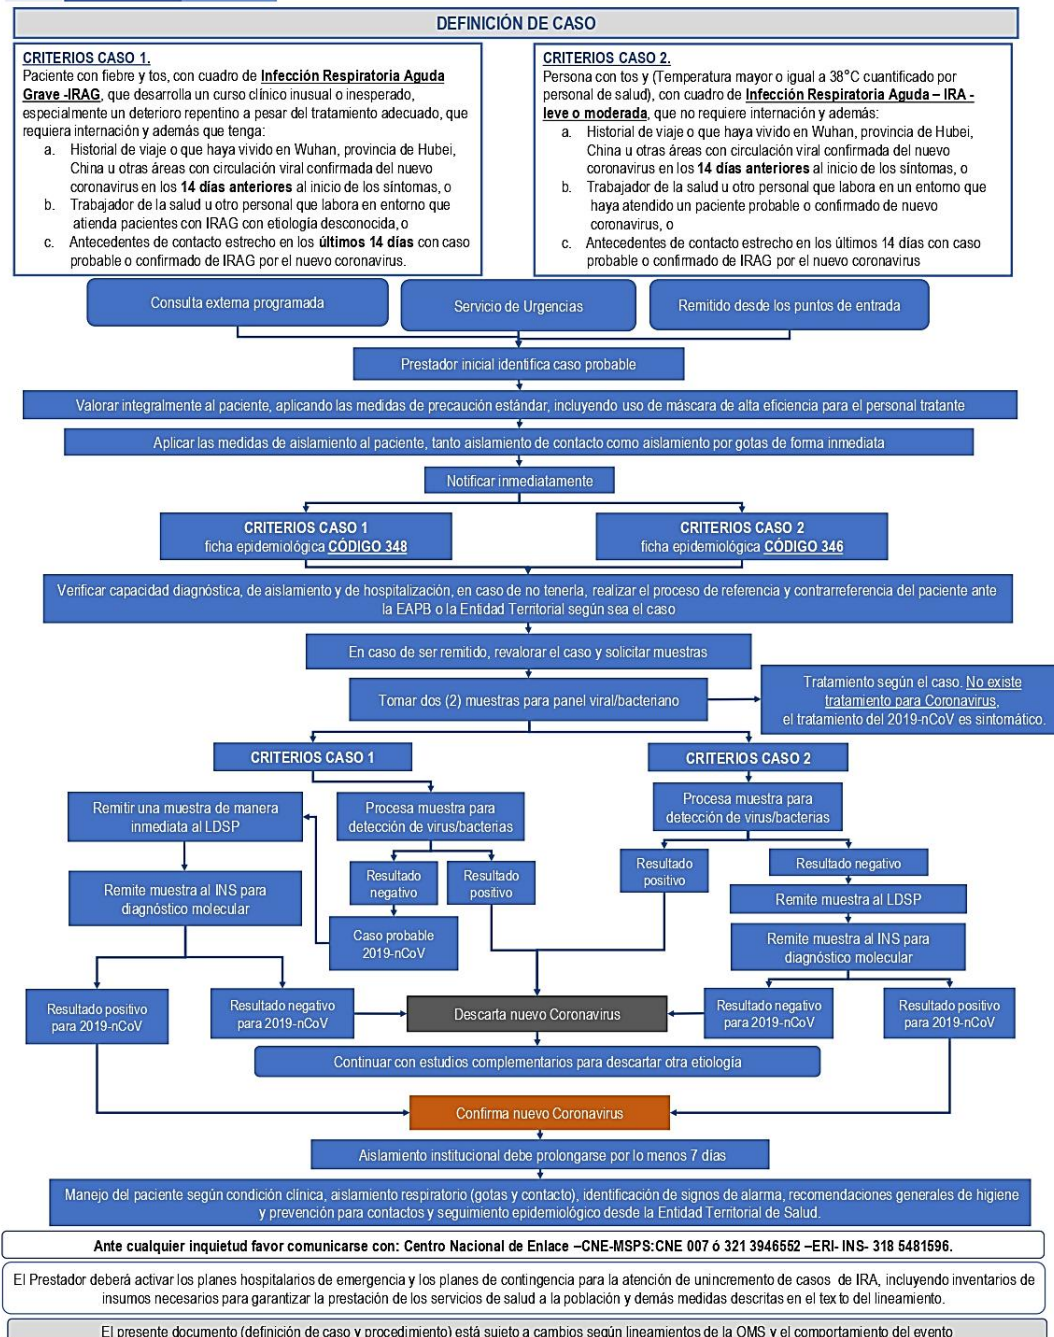 DEFINICIÓN DE CASO
CRITERIOS CASO 1.
Paciente con fiebre y tos, con cuadro de Infección Respiratoria Aguda
Grave -IRAG, que desarrolla un curso clínico inusual o inesperado,
especialmente un deterioro repentino a pesar del tratamiento adecuado, que
requiera internación y además que tenga:
a. Historial de viaje o que haya vivido en Wuhan, provincia de Hubei,
China u otras áreas con circulación viral confirmada del nuevo
coronavirus en los 14 días anteriores al inicio de los síntomas, o
b. Trabajador de la salud u otro personal que labora en entorno que
atienda pacientes con IRAG con etiología desconocida, o
c. Antecedentes de contacto estrecho en los últimos 14 días con caso
probable o confirmado de IRAG por el nuevo coronavirus.
CRITERIOS CASO 2.
Persona con tos y (Temperatura mayor o igual a 38°C cuantificado por
personal de salud), con cuadro de Infección Respiratoria Aguda – IRA -
leve o moderada, que no requiere internación y además:
a. Historial de viaje o que haya vivido en Wuhan, provincia de Hubei,
China u otras áreas con circulación viral confirmada del nuevo
coronavirus en los 14 días anteriores al inicio de los síntomas, o
b. Trabajador de la salud u otro personal que labora en un entorno que
haya atendido un paciente probable o confirmado de nuevo
coronavirus, o
c. Antecedentes de contacto estrecho en los últimos 14 días con caso
probable o confirmado de IRAG por el nuevo coronavirus
Consulta externa programada
Servicio de Urgencias
Remitido desde los puntos de entrada
Prestador inicial identifica caso probable
Valorar integralmente al paciente, aplicando las medidas de precaución estándar, incluyendo uso de máscara de alta eficiencia para el personal tratante
Aplicar las medidas de aislamiento al paciente, tanto aislamiento de contacto como aislamiento por gotas de forma inmediata
Notificar inmediatamente
CRITERIOS CASO 1
ficha epidemiológica CÓDIGO 348
CRITERIOS CASO 2
ficha epidemiológica CÓDIGO 346
Verificar capacidad diagnóstica, de aislamiento y de hospitalización, en caso de no tenerla, realizar el proceso de referencia y contrarreferencia del paciente ante
la EAPB o la Entidad Territorial según sea el caso
En caso de ser remitido, revalorar el caso y solicitar muestras
Tomar dos (2) muestras para panel viral/bacteriano
Tratamiento según el caso. No existe
tratamiento para Coronavirus,
el tratamiento del 2019-nCoV es sintomático.
CRITERIOS CASO 1
CRITERIOS CASO 2
Remitir una muestra de manera
inmediata al LDSP
Procesa muestra para
detección de virus/bacterias
Procesa muestra para
detección de virus/bacterias
Resultado
negativo
Resultado
positivo
Resultado
positivo
Resultado negativo
Remite muestra al INS para
diagnóstico molecular
Remite muestra al LDSP
Caso probable
2019-nCoV
Remite muestra al INS para
diagnóstico molecular
Resultado positivo
para 2019-nCoV
Resultado negativo
para 2019-nCoV
Descarta nuevo Coronavirus
Resultado negativo
para 2019-nCoV
Resultado positivo
para 2019-nCoV
Continuar con estudios complementarios para descartar otra etiología
Confirma nuevo Coronavirus
Aislamiento institucional debe prolongarse por lo menos 7 días
Manejo del paciente según condición clínica, aislamiento respiratorio (gotas y contacto), identificación de signos de alarma, recomendaciones generales de higiene
y prevención para contactos y seguimiento epidemiológico desde la Entidad Territorial de Salud.
Ante cualquier inquietud favor comunicarse con: Centro Nacional de Enlace –CNE-MSPS:CNE 007 ó 321 3946552 –ERI- INS- 318 5481596.
El Prestador deberá activar los planes hospitalarios de emergencia y los planes de contingencia para la atención de unincremento de casos de IRA, incluyendo inventarios de
insumos necesarios para garantizar la prestación de los servicios de salud a la población y demás medidas descritas en el texto del lineamiento.
El presente documento (definición de caso y procedimiento) está sujeto a cambios según lineamientos de la OMS y el comportamiento del evento